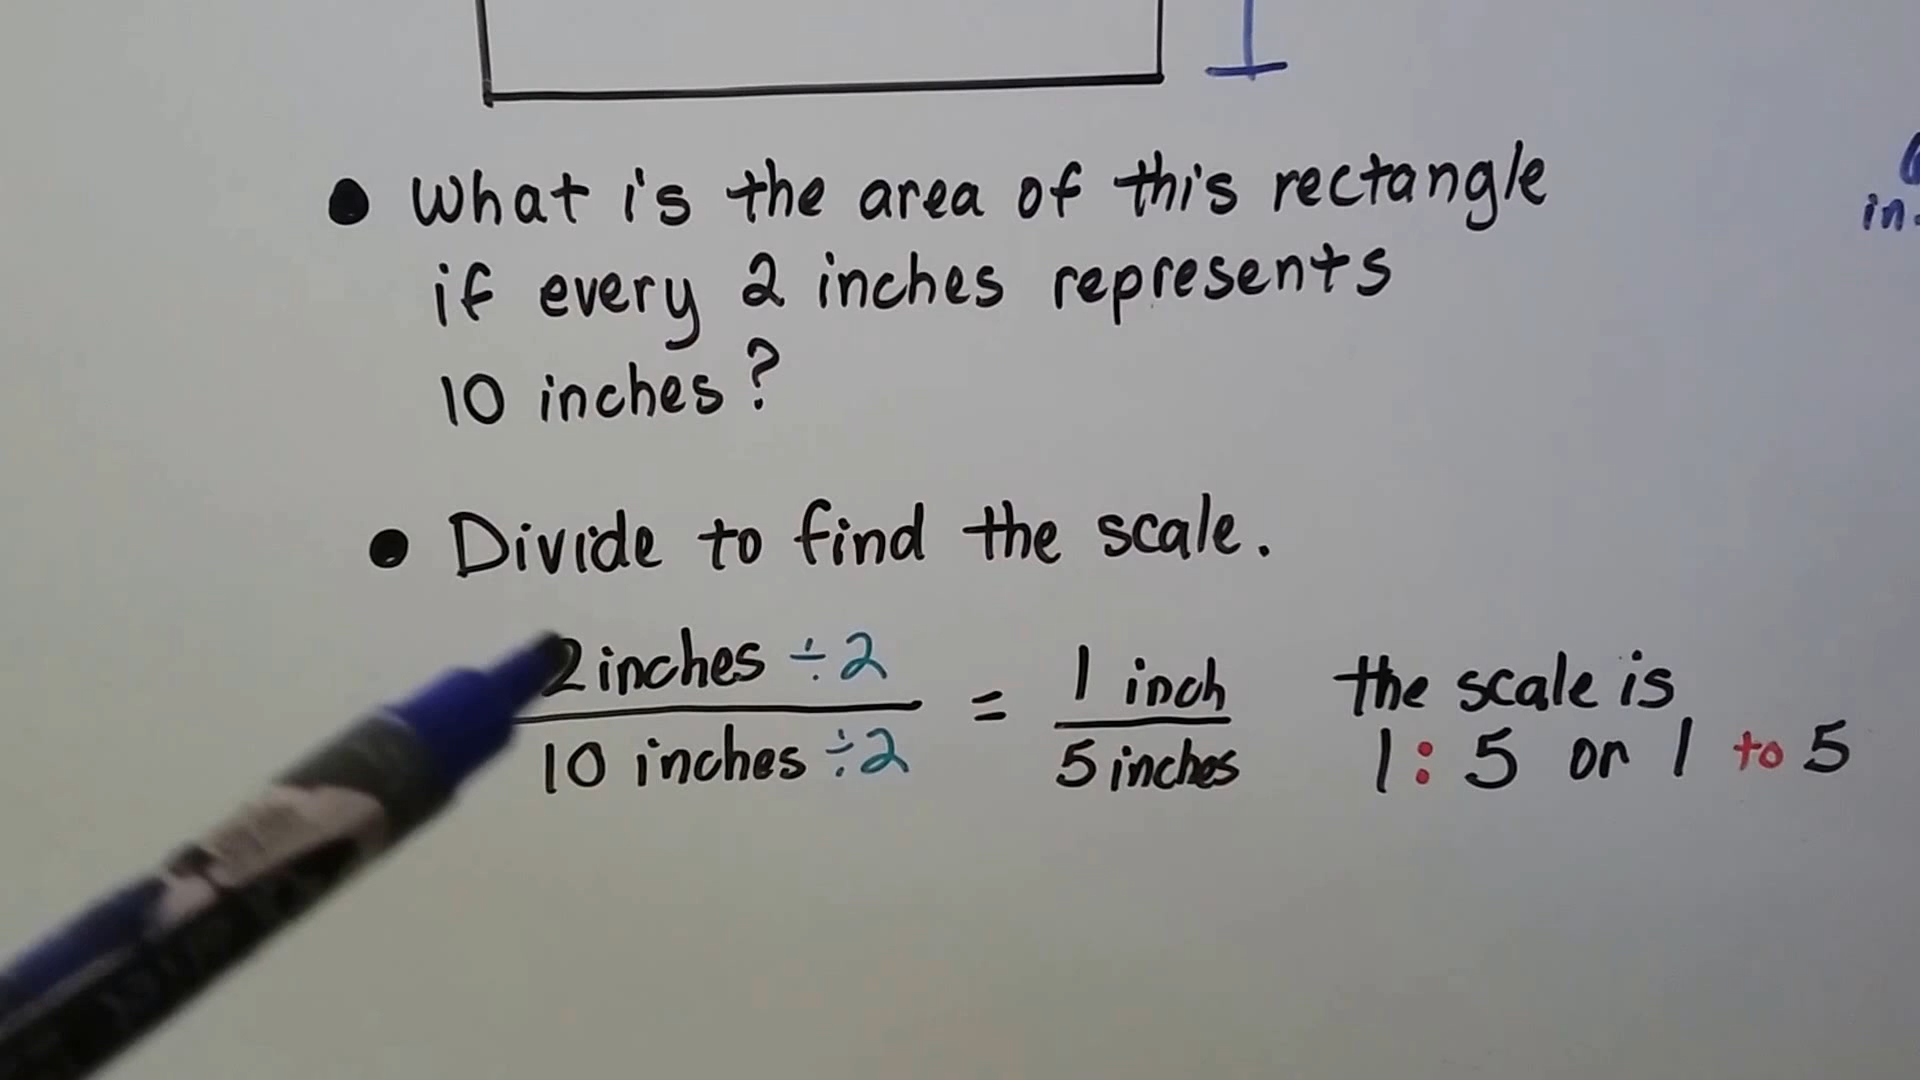 • What is the area of this rectangle
if every 2 inches represents
10 inches?
in.
• Divide to find the scale.
2 inches ÷ 2
10 inches ÷ 2
= 1 inch
5 inches
the scale is
1 : 5 or 1 to 5